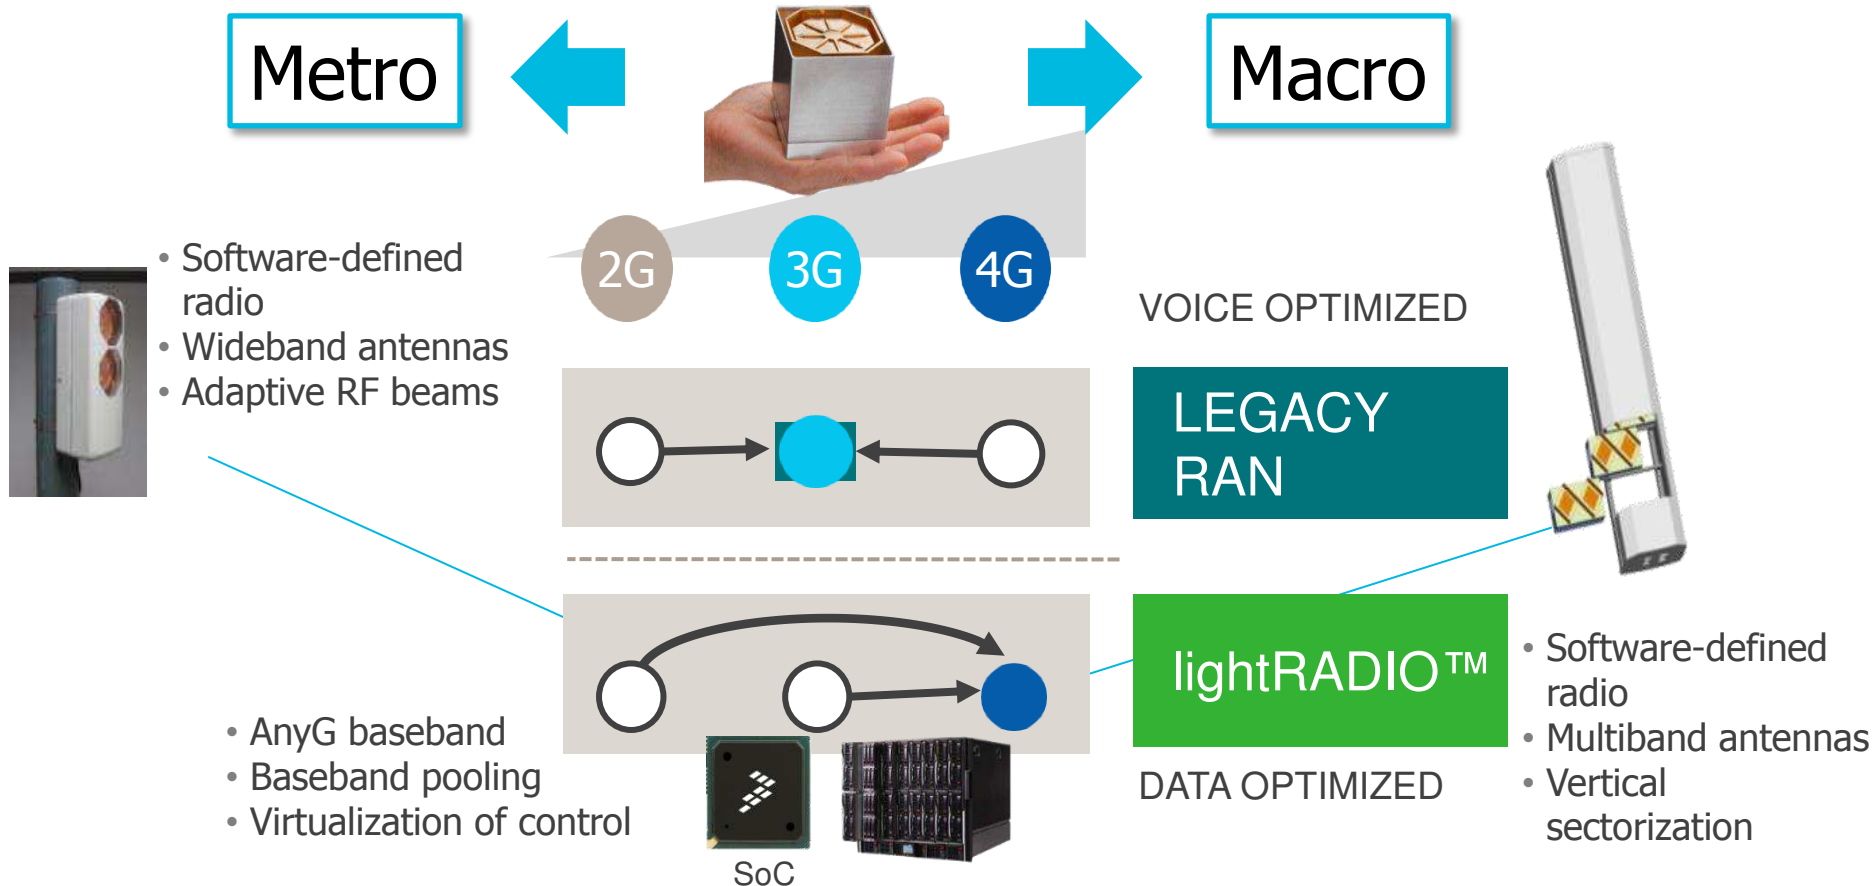 Metro
Macro
2G
3G
4G
• Software-defined
radio
• Wideband antennas
• Adaptive RF beams
VOICE OPTIMIZED
LEGACY
RAN
lightRADIO™
DATA OPTIMIZED
• AnyG baseband
• Baseband pooling
• Virtualization of control
SoC
• Software-defined
radio
• Multiband antennas
• Vertical
sectorization